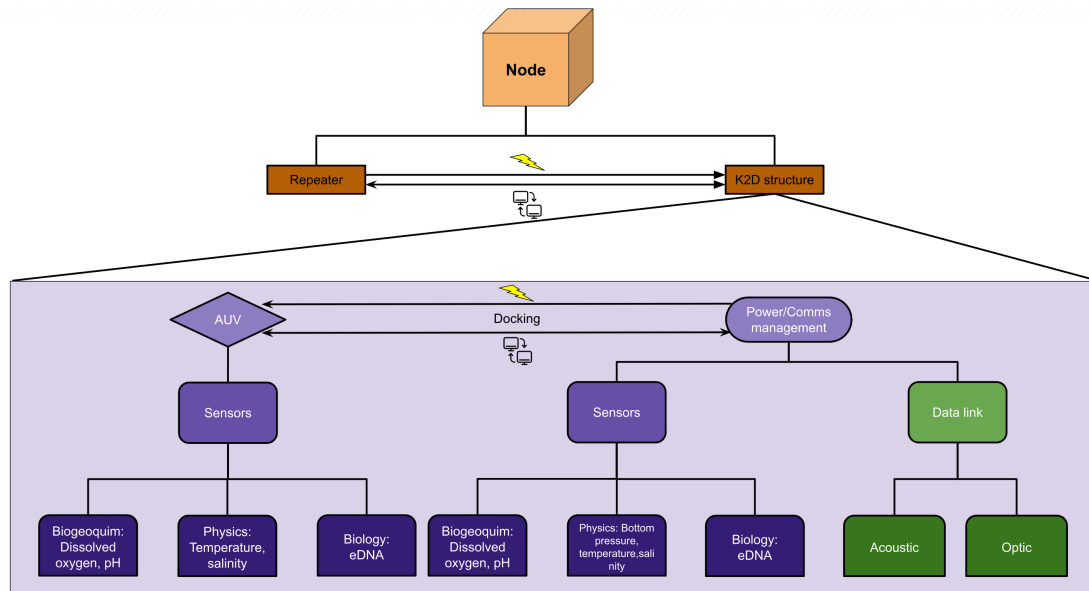 Node
Repeater
K2D structure
AUV
Docking
Power/Comms
management
Sensors
Sensors
Data link
Biogeoquim:
Dissolved
oxygen, pH
Physics:
Temperature,
salinity
Biology:
eDNA
Biogeoquim:
Dissolved
oxygen, pH
Physics: Bottom
pressure,
temperature,sali
nity
Biology:
eDNA
Acoustic
Optic